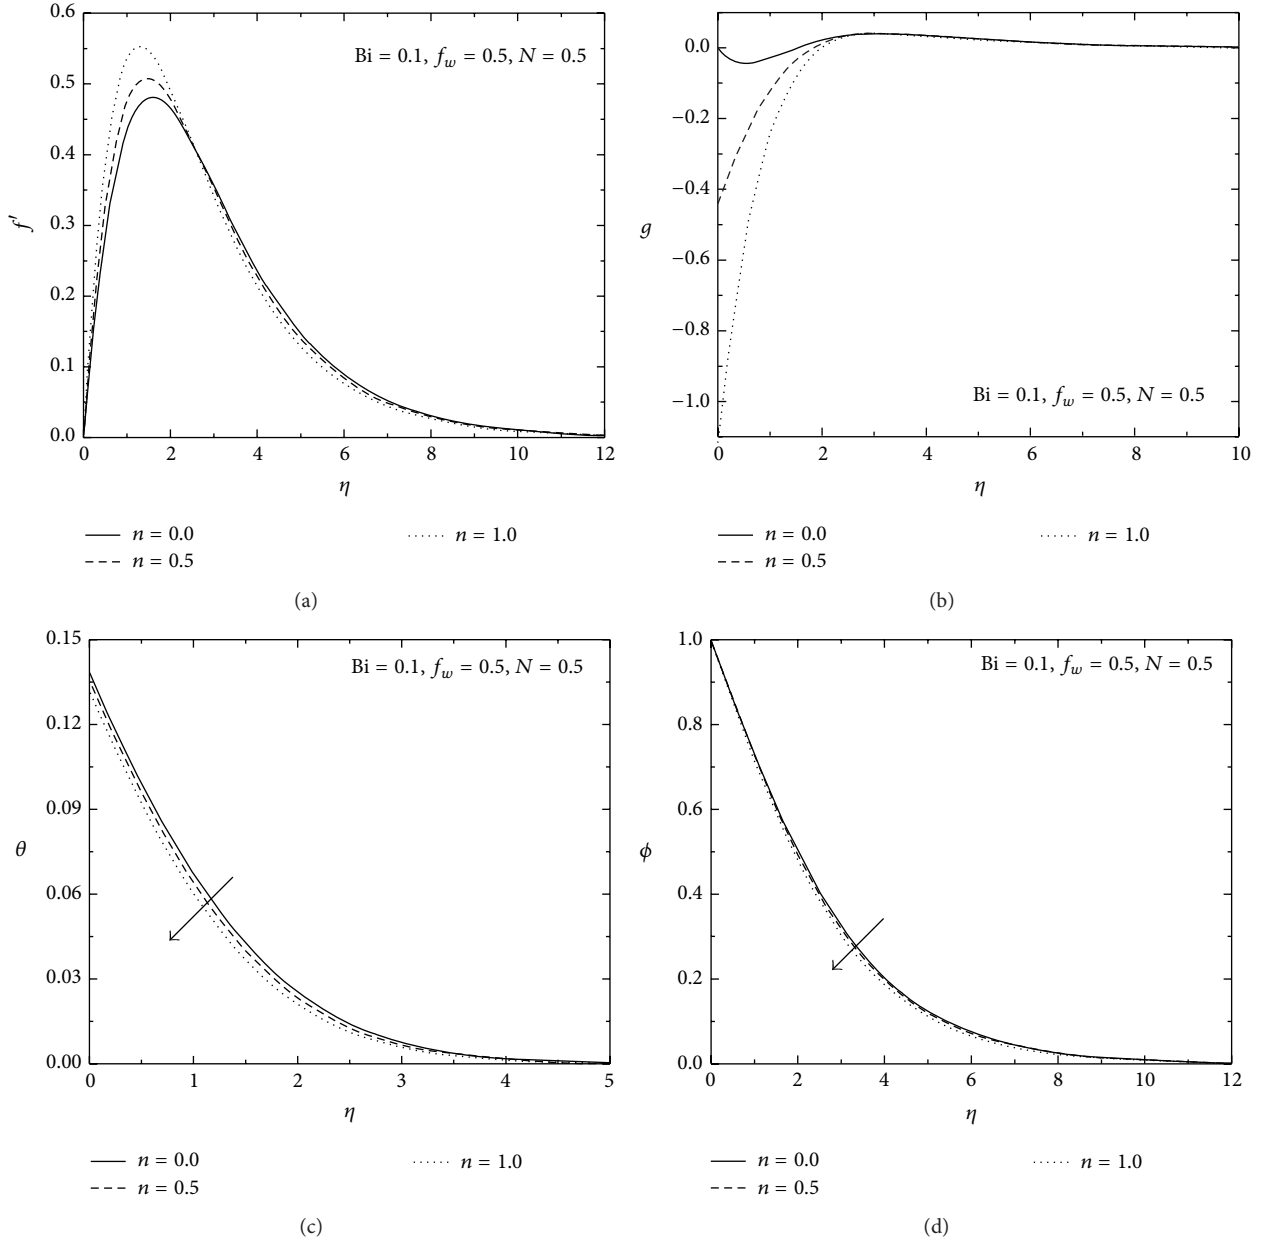 0.6
0.5
0.4
0.3
0.2
0.1
0.0
f′
Bi = 0.1, f_w = 0.5, N = 0.5
0 2 4 6 8 10 12
η
n = 0.0
n = 0.5
n = 1.0
(a)
0.0
−0.2
−0.4
−0.6
−0.8
−1.0
g
Bi = 0.1, f_w = 0.5, N = 0.5
0 2 4 6 8 10
η
n = 0.0
n = 0.5
n = 1.0
(b)
0.15
0.12
0.09
0.06
0.03
0.00
θ
Bi = 0.1, f_w = 0.5, N = 0.5
0 1 2 3 4 5
η
n = 0.0
n = 0.5
n = 1.0
(c)
1.0
0.8
0.6
0.4
0.2
0.0
ϕ
Bi = 0.1, f_w = 0.5, N = 0.5
0 2 4 6 8 10 12
η
n = 0.0
n = 0.5
n = 1.0
(d)